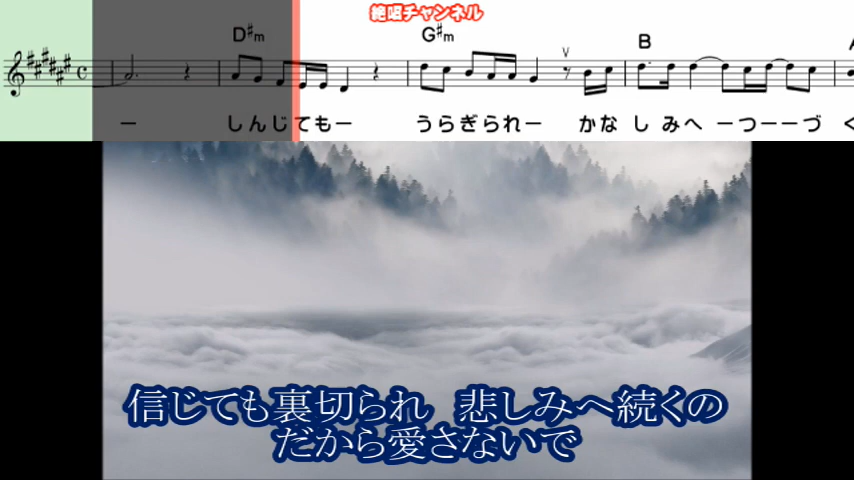 絶唱チャンネル
D#m G#m B
ー しんじてもー うらぎられー かなしみへーつーーづく
信じても裏切られ 悲しみへ続くの
だから愛さないで